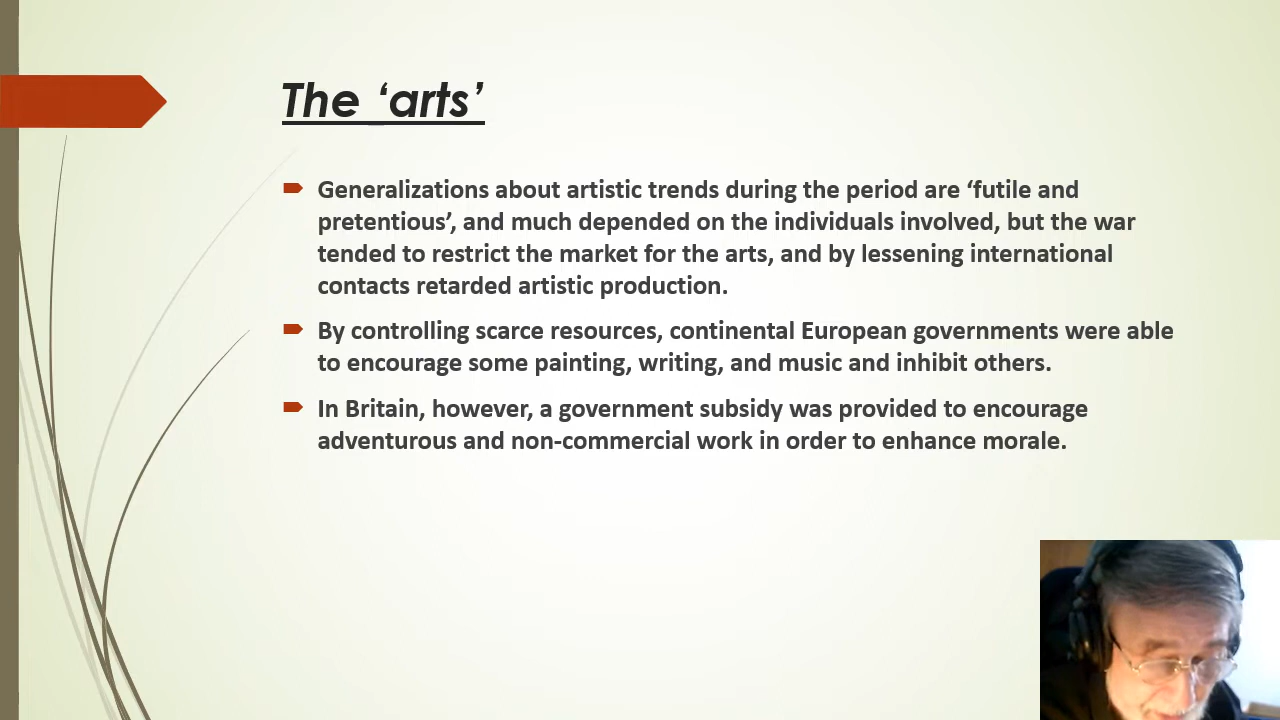 The ‘arts’
Generalizations about artistic trends during the period are ‘futile and
pretentious’, and much depended on the individuals involved, but the war
tended to restrict the market for the arts, and by lessening international
contacts retarded artistic production.
By controlling scarce resources, continental European governments were able
to encourage some painting, writing, and music and inhibit others.
In Britain, however, a government subsidy was provided to encourage
adventurous and non-commercial work in order to enhance morale.